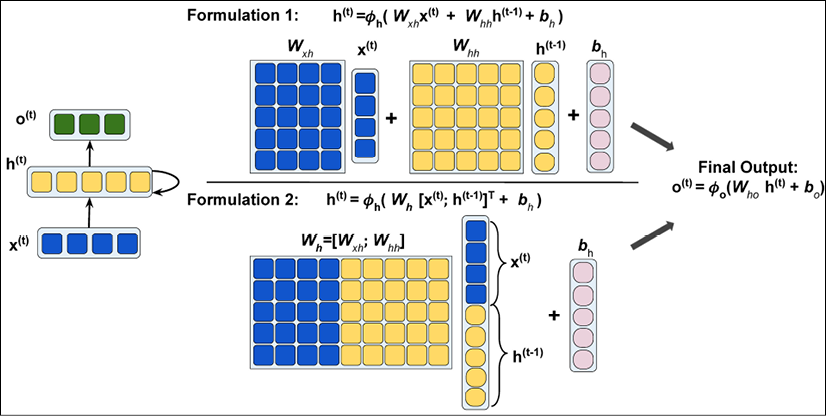 Formulation 1: h(t) =ϕh( Wxhx(t) + Whhh(t-1) + bh )
Wxh x(t) Whh h(t-1) bh
+ +
o(t)
h(t)
x(t)
Final Output:
o(t) = ϕo(Who h(t) + bo)
Formulation 2: h(t) = ϕh( Wh [x(t); h(t-1)]T + bh )
Wh=[Wxh; Whh]
x(t)
bh
+
h(t-1)